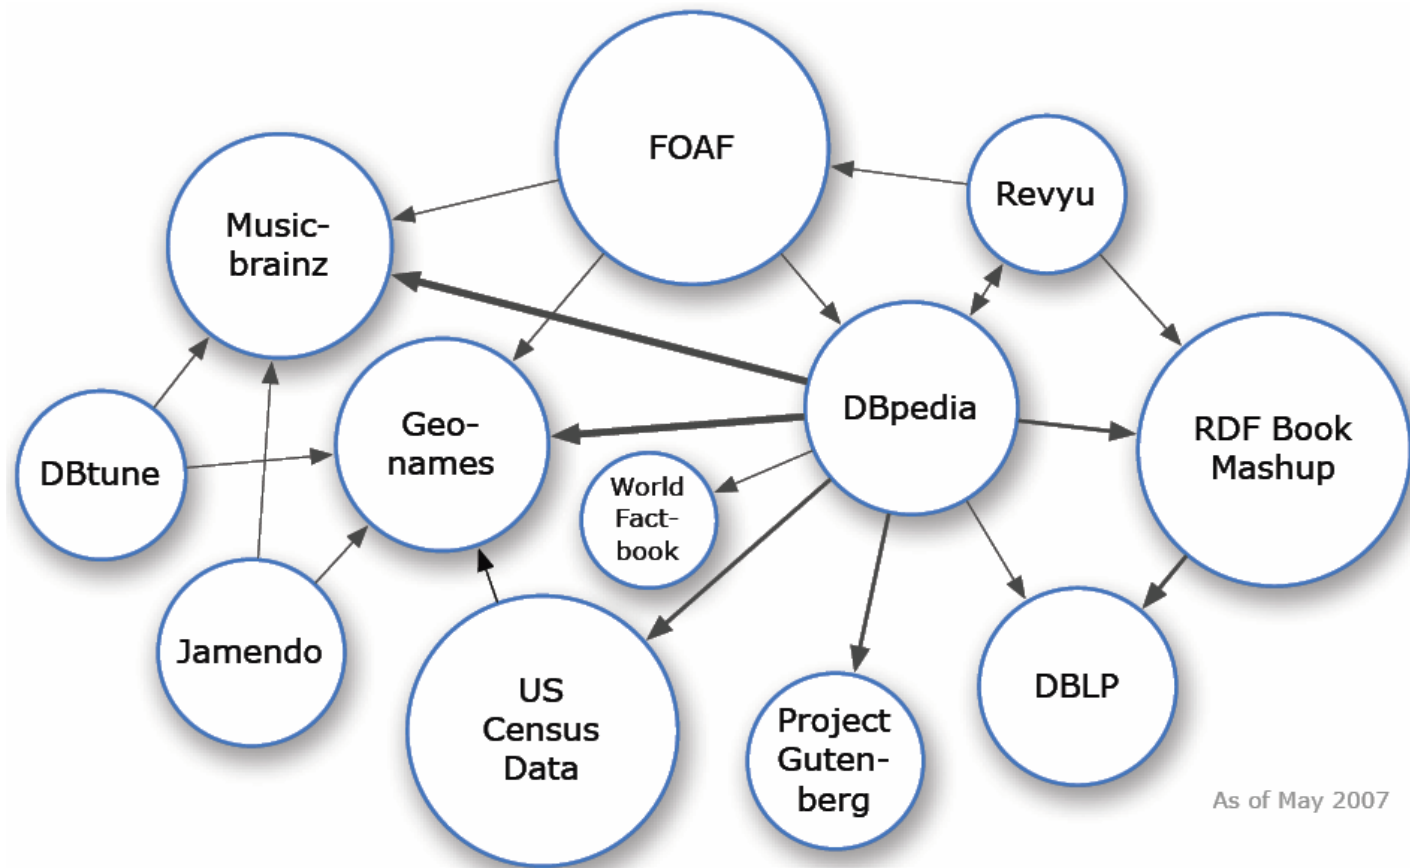 FOAF
Revyu
Music-
brainz
DBpedia
Geo-
names
RDF Book
Mashup
DBtune
World
Fact-
book
Jamendo
US
Census
Data
Project
Guten-
berg
DBLP
As of May 2007